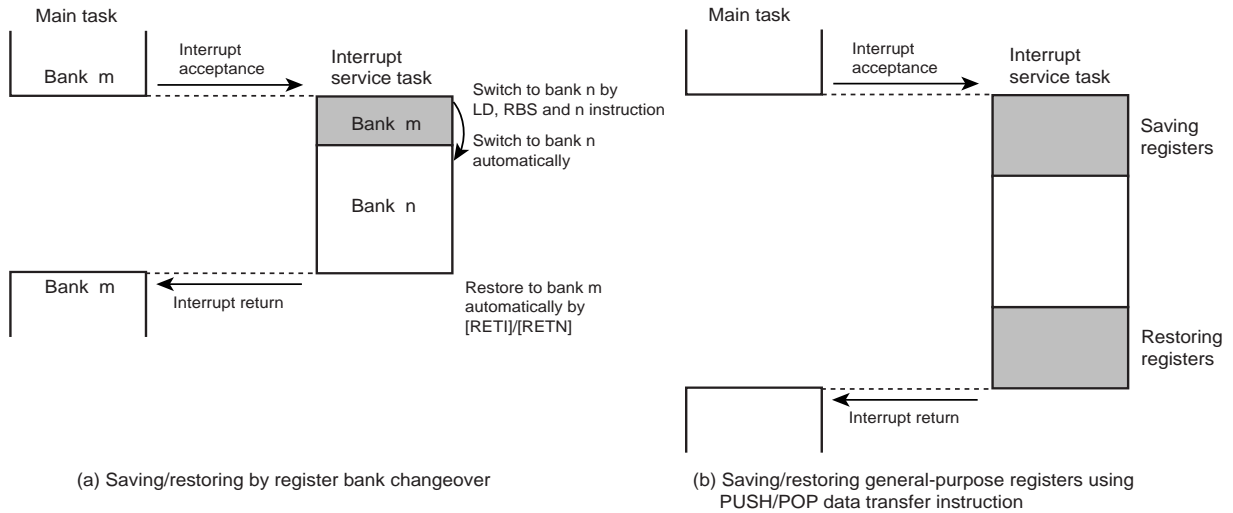 Main task
Bank m
Interrupt
acceptance
Interrupt
service task
Bank m
Switch to bank n by
LD, RBS and n instruction
Switch to bank n
automatically
Bank n
Bank m
Interrupt return
Restore to bank m
automatically by
[RETI]/[RETN]
(a) Saving/restoring by register bank changeover
Main task
Interrupt
acceptance
Interrupt
service task
Saving
registers
Restoring
registers
Interrupt return
(b) Saving/restoring general-purpose registers using
PUSH/POP data transfer instruction